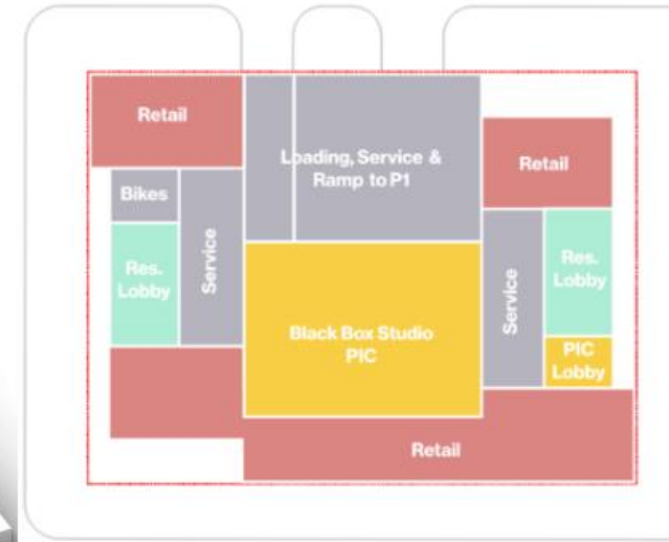 Retail
Loading, Service &
Ramp to P1
Retail
Bikes
Service
Res.
Lobby
Res.
Lobby
Service
Black Box Studio
PIC
PIC
Lobby
Retail